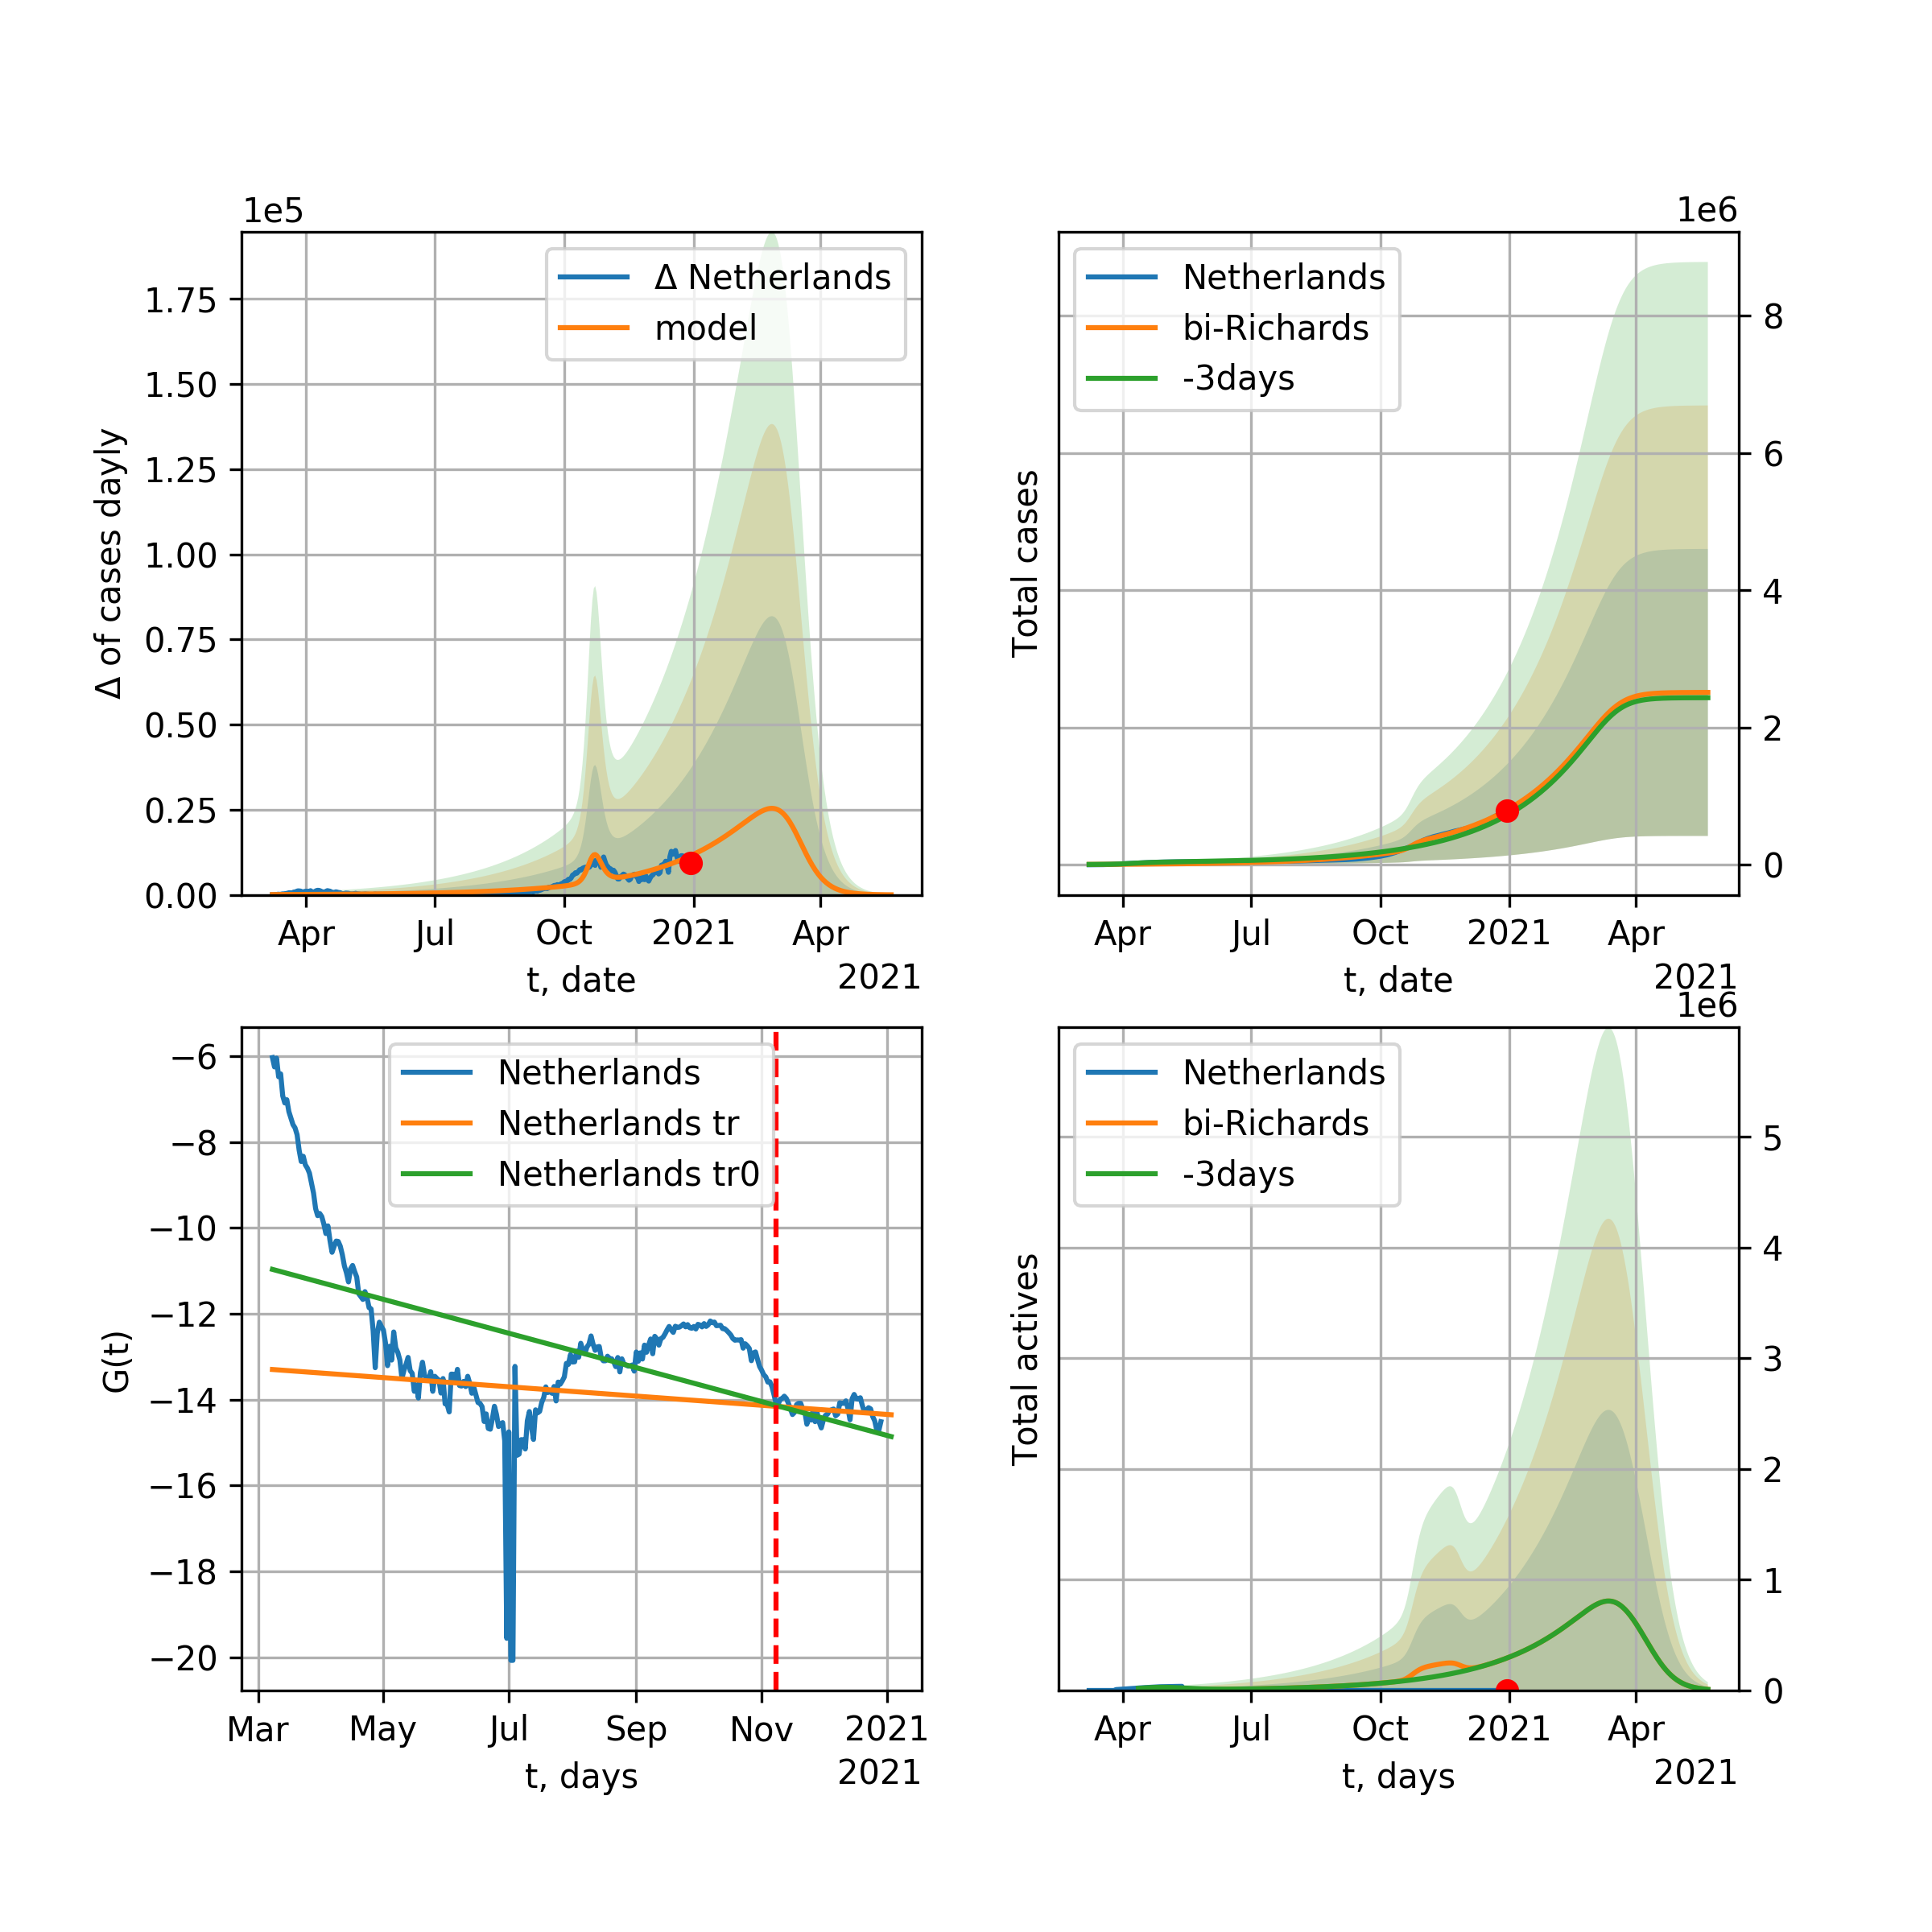 1e5
Δ Netherlands
model
1.75
1.50
1.25
1.00
0.75
0.50
0.25
0.00
Δ of cases dayly
Apr Jul Oct 2021 Apr
t, date
2021
1e6
Netherlands
bi-Richards
-3days
8
6
4
2
0
Total cases
Apr Jul Oct 2021 Apr
t, date
2021
Netherlands
Netherlands tr
Netherlands tr0
−6
−8
−10
−12
−14
−16
−18
−20
G(t)
Mar May Jul Sep Nov 2021
t, days
2021
1e6
Netherlands
bi-Richards
-3days
5
4
3
2
1
0
Total actives
Apr Jul Oct 2021 Apr
t, days
2021